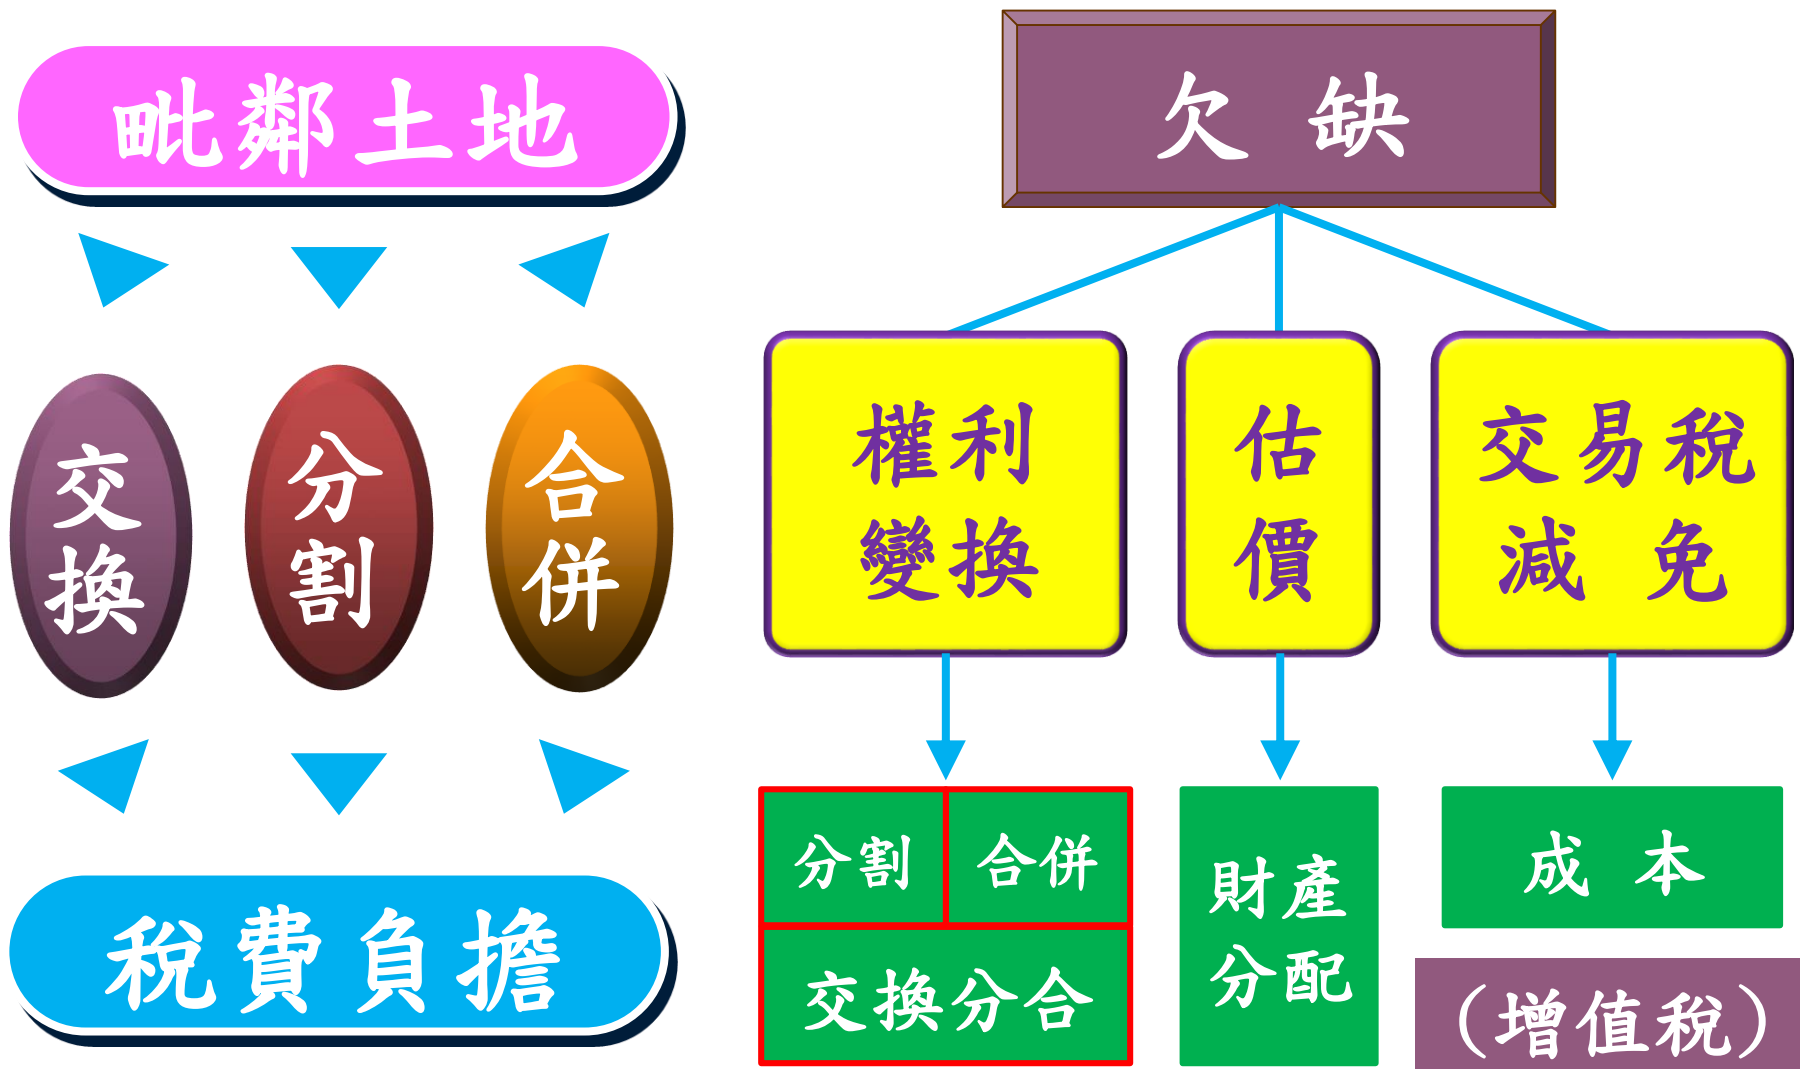 毗鄰土地
交換
分割
合併
稅費負擔
欠缺
權利
變換
估
價
交易稅
減免
分割
合併
交換分合
財產
分配
成本
（增值稅）